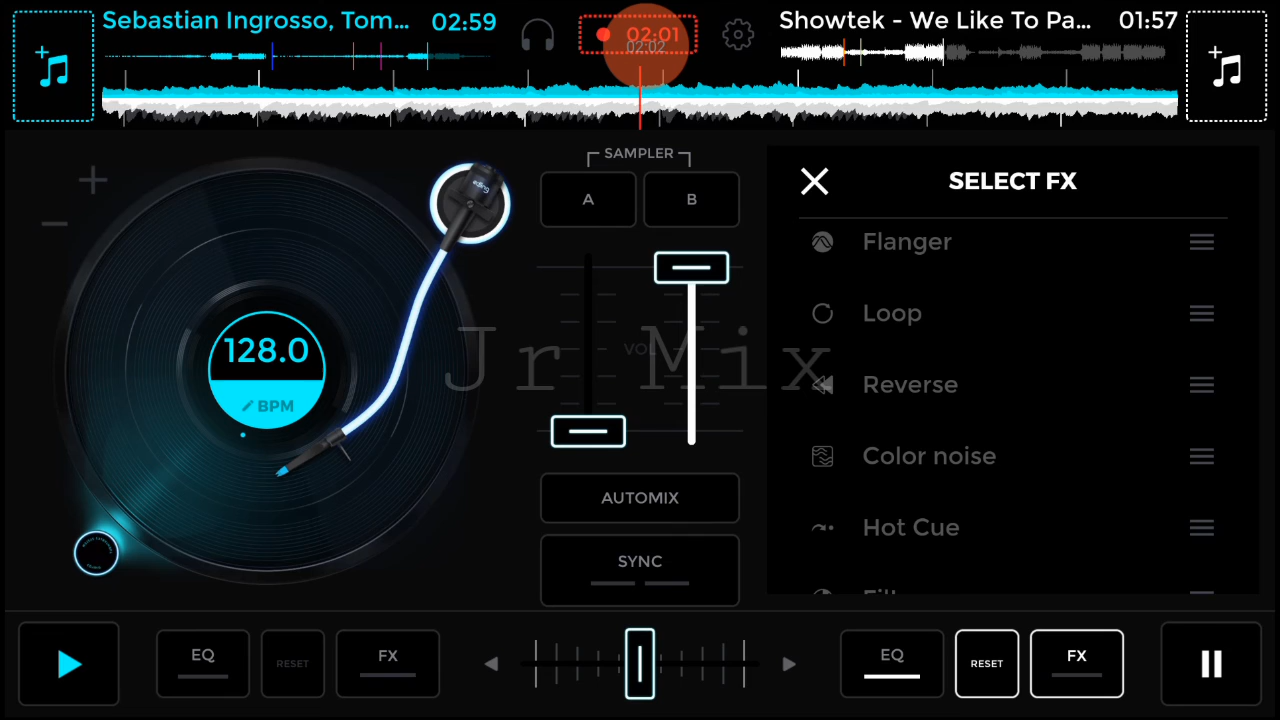 Sebastian Ingrosso, Tom... 02:59
02:01
02:02
Showtek - We Like To Pa... 01:57
SAMPLER
A B
SELECT FX
Flanger
Loop
Reverse
Color noise
Hot Cue
edjing
128.0
BPM
VOL
Jr Mix
AUTOMIX
SYNC
EQ RESET FX
EQ RESET FX